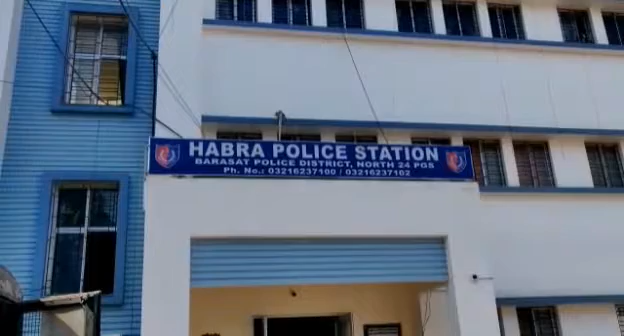 HABRA POLICE STATION
BARASAT POLICE DISTRICT, NORTH 24 PGS
Ph. No.: 03216237100 / 03216237102